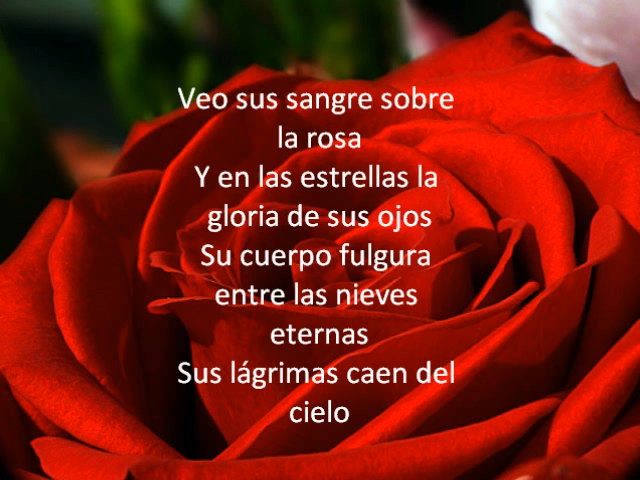 Veo sus sangre sobre
la rosa
Y en las estrellas la
gloria de sus ojos
Su cuerpo fulgura
entre las nieves
eternas
Sus lágrimas caen del
cielo